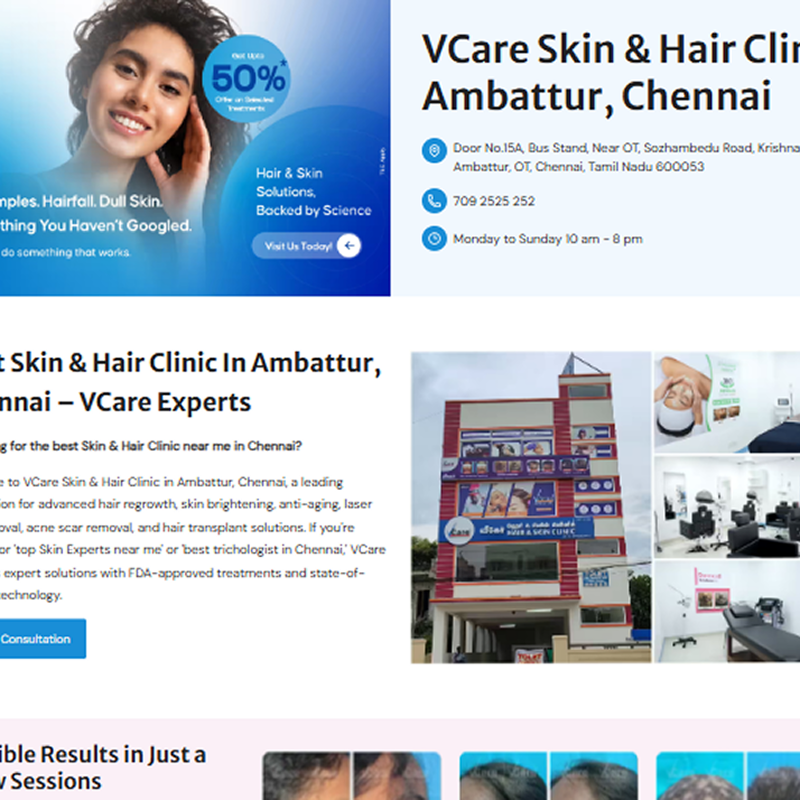 Get Upto
50%*
Offer on Selected
Treatments
T&C Apply
Hair & Skin
Solutions,
Backed by Science
Visit Us Today!
mples. Hairfall. Dull Skin.
thing You Haven't Googled.
do something that works.
VCare Skin & Hair Clin
Ambattur, Chennai
Door No.15A, Bus Stand, Near OT, Sozhambedu Road, Krishna
Ambattur, OT, Chennai, Tamil Nadu 600053
709 2525 252
Monday to Sunday 10 am - 8 pm
t Skin & Hair Clinic In Ambattur,
nnai – VCare Experts
g for the best Skin & Hair Clinic near me in Chennai?
e to VCare Skin & Hair Clinic in Ambattur, Chennai, a leading
ion for advanced hair regrowth, skin brightening, anti-aging, laser
oval, acne scar removal, and hair transplant solutions. If you're
or 'top Skin Experts near me' or 'best trichologist in Chennai,' VCare
expert solutions with FDA-approved treatments and state-of-
echnology.
Consultation
VCare
HAIR & SKIN CLINIC
TO LET
ible Results in Just a
w Sessions